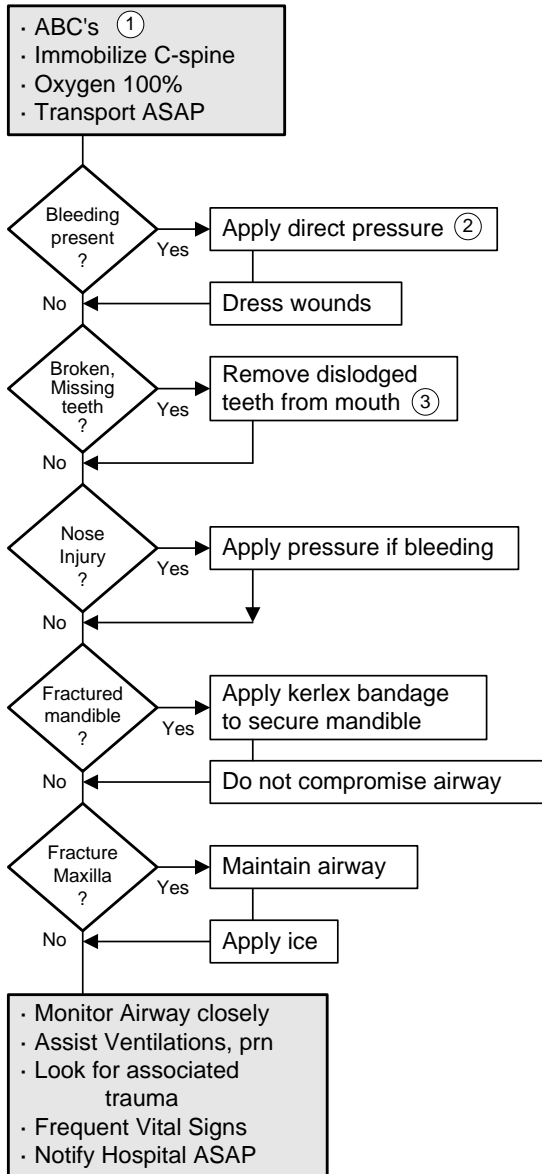 · ABC's ①
· Immobilize C-spine
· Oxygen 100%
· Transport ASAP
Bleeding
present
?
Yes
Apply direct pressure ②
Dress wounds
No
Broken,
Missing
teeth
?
Yes
Remove dislodged
teeth from mouth ③
No
Nose
Injury
?
Yes
Apply pressure if bleeding
No
Fractured
mandible
?
Yes
Apply kerlex bandage
to secure mandible
Do not compromise airway
No
Fracture
Maxilla
?
Yes
Maintain airway
Apply ice
No
· Monitor Airway closely
· Assist Ventilations, prn
· Look for associated
trauma
· Frequent Vital Signs
· Notify Hospital ASAP